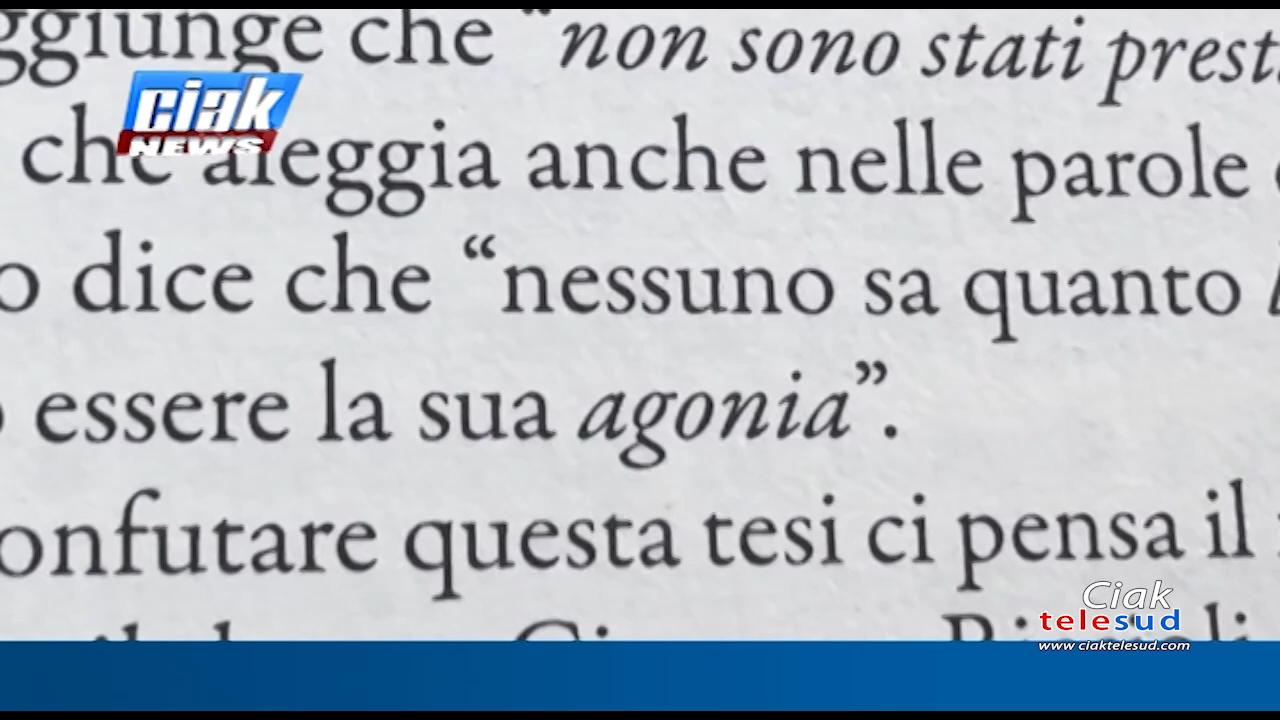 ggiunge che “non sono stati prest
ciak
NEWS
che aleggia anche nelle parole
o dice che “nessuno sa quanto
o essere la sua agonia”.
onfutare questa tesi ci pensa il
Ciak
telesud
www.ciaktelesud.com